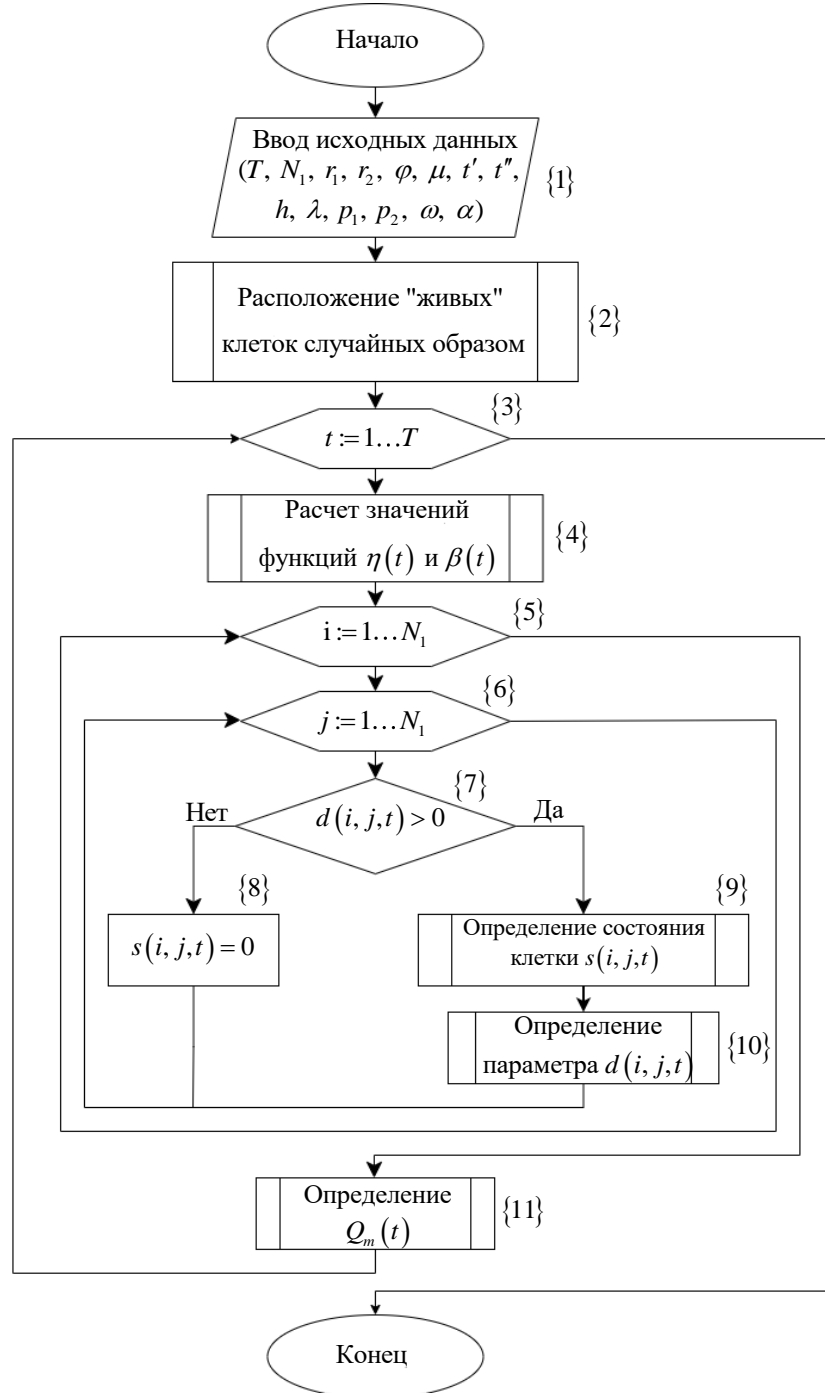 Начало
Ввод исходных данных
(T, N₁, r₁, r₂, φ, μ, t′, t″,
h, λ, p₁, p₂, ω, α)
{1}
Расположение "живых"
клеток случайных образом
{2}
{3}
t := 1…T
Расчет значений
функций η(t) и β(t)
{4}
{5}
i := 1…N₁
{6}
j := 1…N₁
{7}
Нет
d(i, j,t) > 0
Да
{8}
{9}
s(i, j,t) = 0
Определение состояния
клетки s(i, j,t)
Определение
параметра d(i, j,t)
{10}
Определение
Qₘ(t)
{11}
Конец